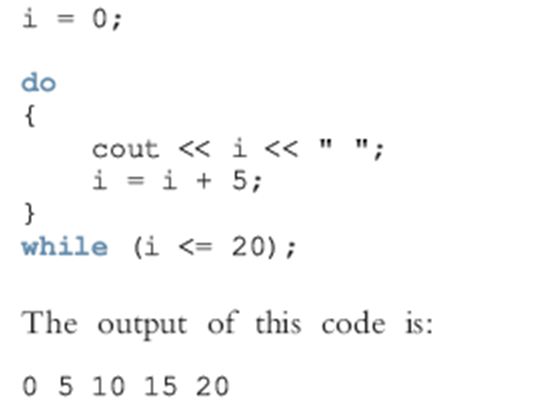 i = 0;
do
{
cout << i << " ";
i = i + 5;
}
while (i <= 20);
The output of this code is:
0 5 10 15 20